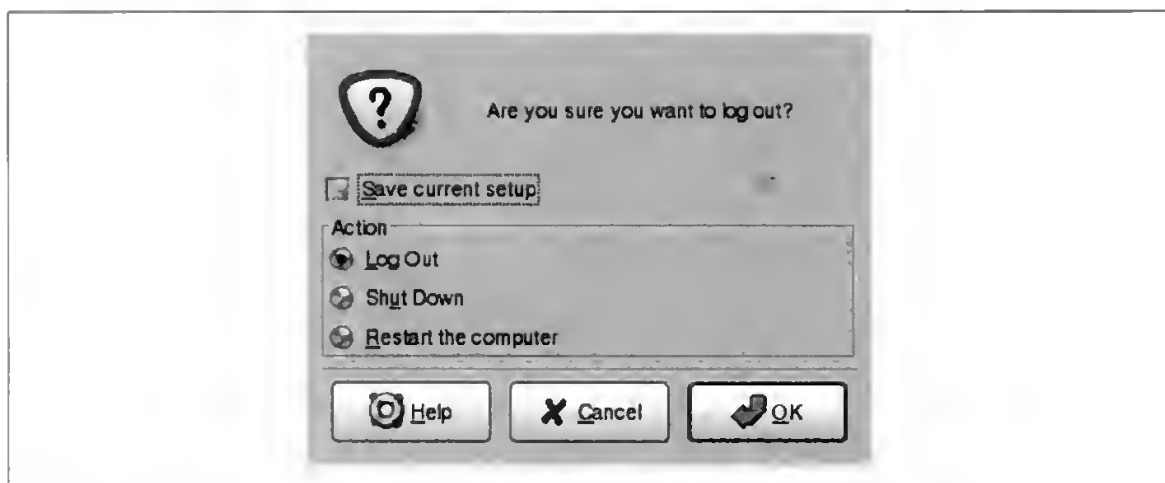 Are you sure you want to log out?
Save current setup
Action
Log Out
Shut Down
Restart the computer
Help
Cancel
OK